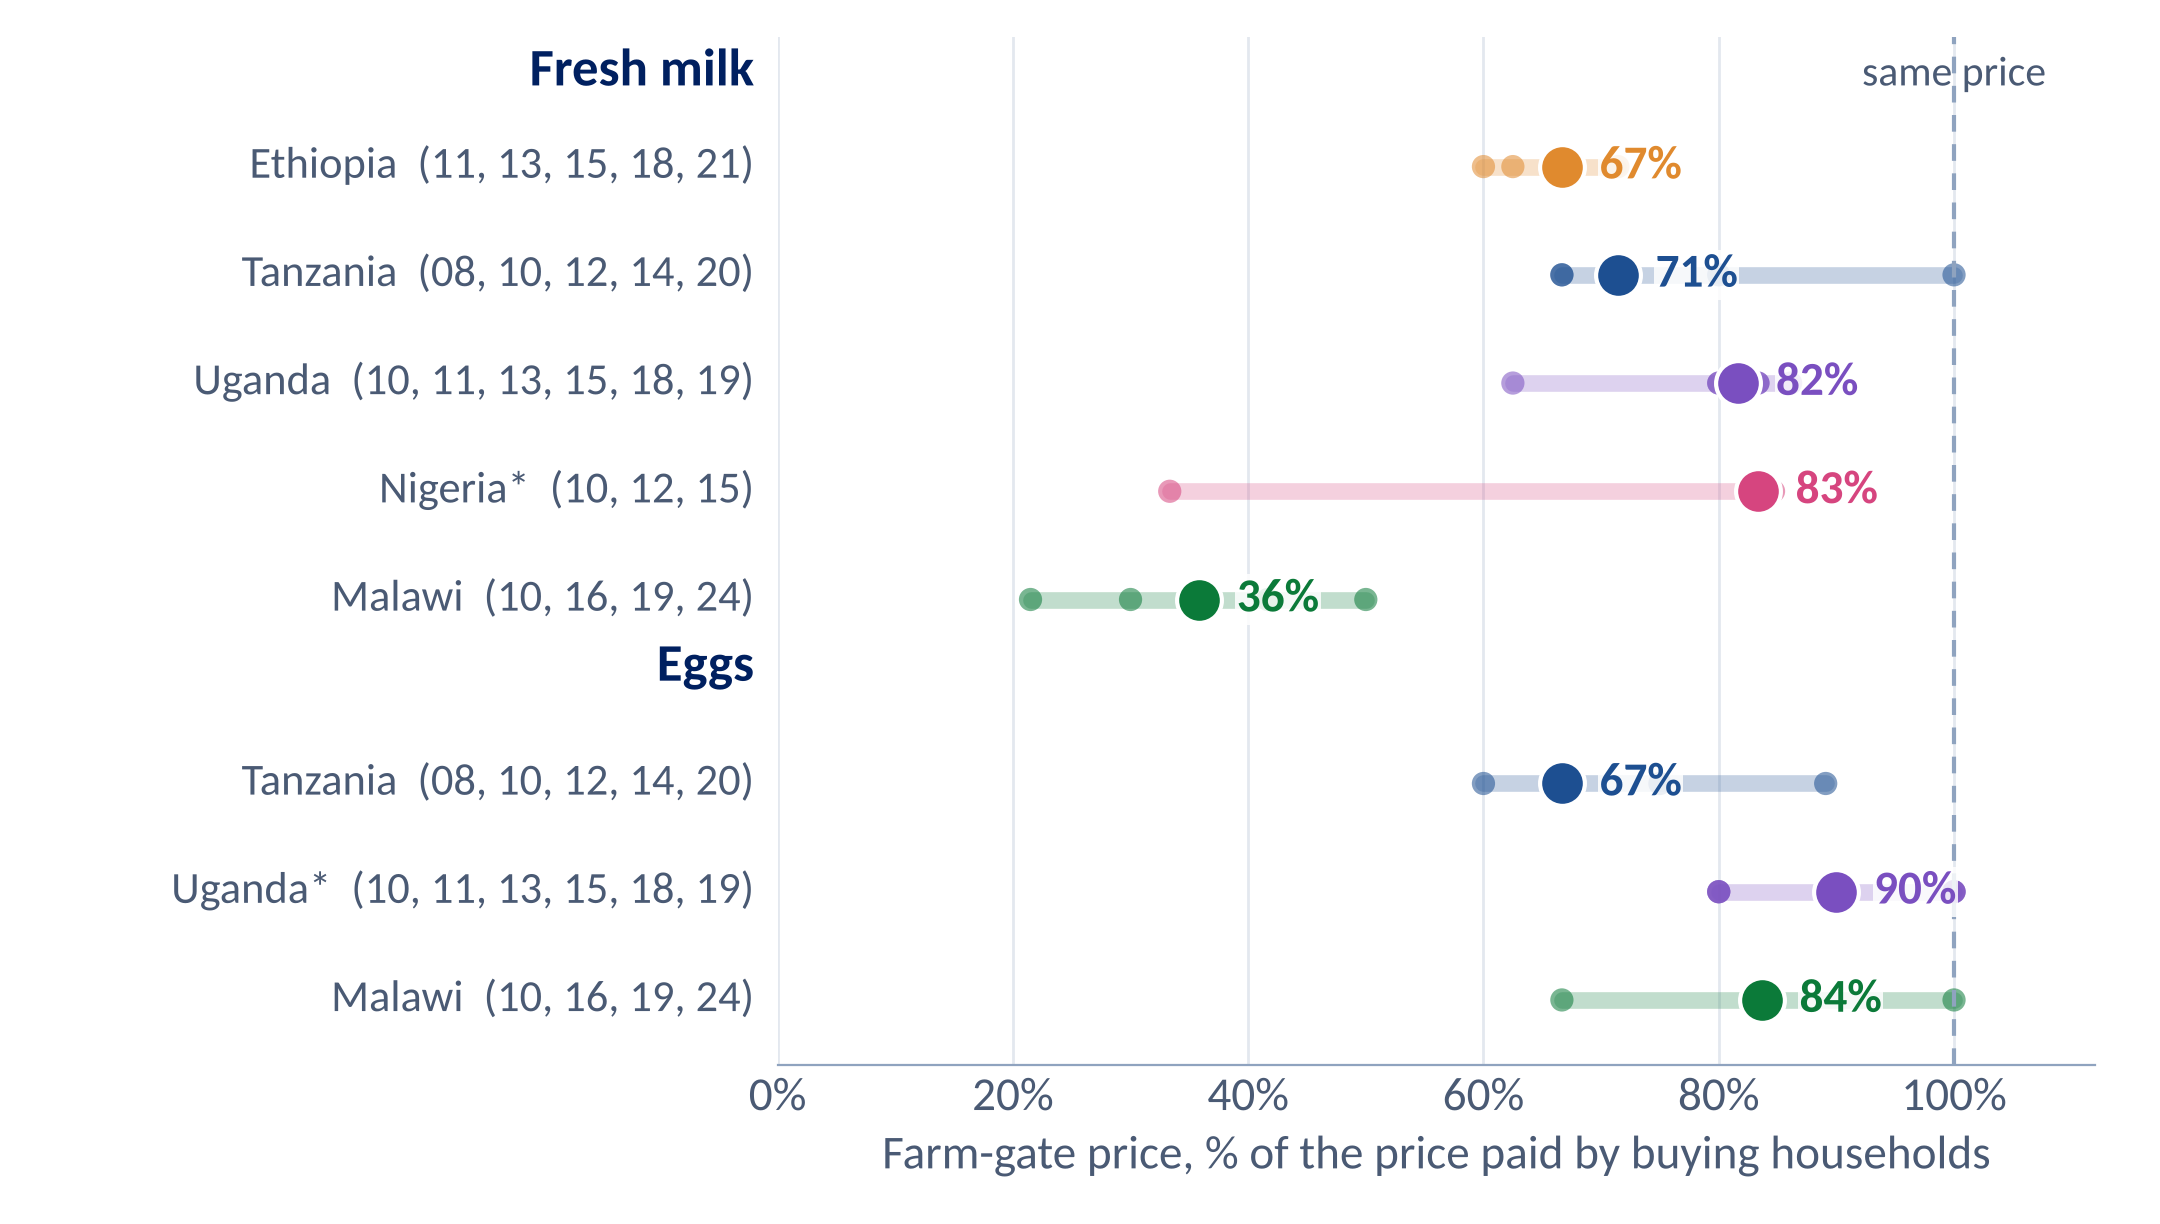 Fresh milk
same price
Ethiopia (11, 13, 15, 18, 21)
67%
Tanzania (08, 10, 12, 14, 20)
71%
Uganda (10, 11, 13, 15, 18, 19)
82%
Nigeria* (10, 12, 15)
83%
Malawi (10, 16, 19, 24)
36%
Eggs
Tanzania (08, 10, 12, 14, 20)
67%
Uganda* (10, 11, 13, 15, 18, 19)
90%
Malawi (10, 16, 19, 24)
84%
0% 20% 40% 60% 80% 100%
Farm-gate price, % of the price paid by buying households